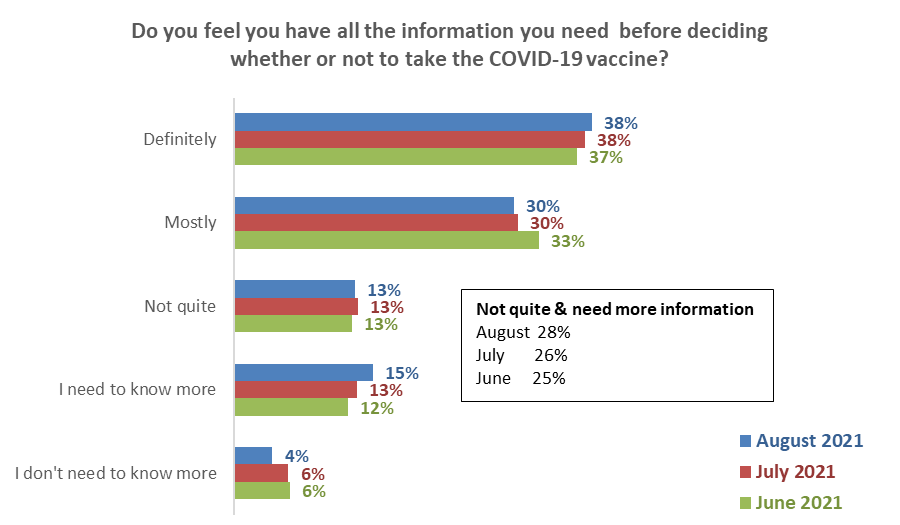 Do you feel you have all the information you need  before deciding
whether or not to take the COVID-19 vaccine?
Definitely
38%
38%
37%
Mostly
30%
30%
33%
Not quite
13%
13%
13%
I need to know more
15%
13%
12%
I don't need to know more
4%
6%
6%
Not quite & need more information
August 28%
July 26%
June 25%
August 2021
July 2021
June 2021